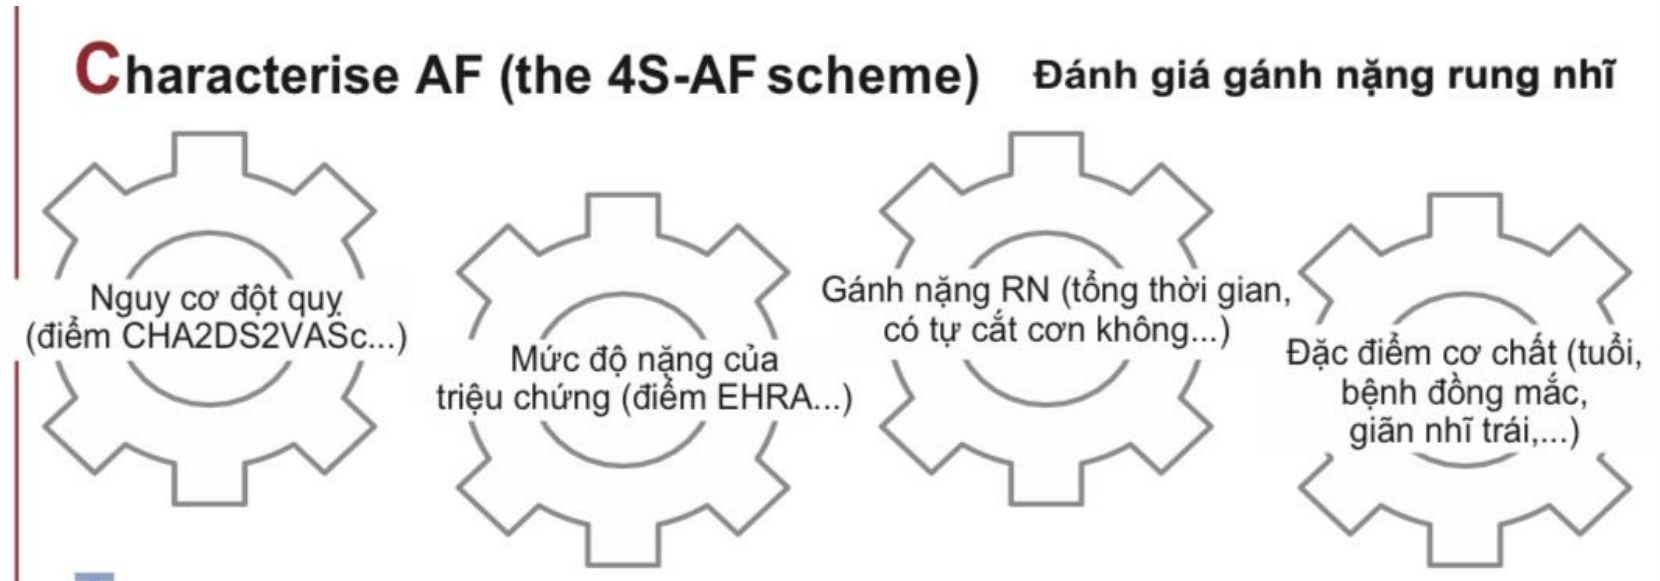 Characterise AF (the 4S-AF scheme) Đánh giá gánh nặng rung nhĩ
Nguy cơ đột quỵ
(điểm CHA2DS2VASc...)
Mức độ nặng của
triệu chứng (điểm EHRA...)
Gánh nặng RN (tổng thời gian,
có tự cắt cơn không...)
Đặc điểm cơ chất (tuổi,
bệnh đồng mắc,
giãn nhĩ trái,...)